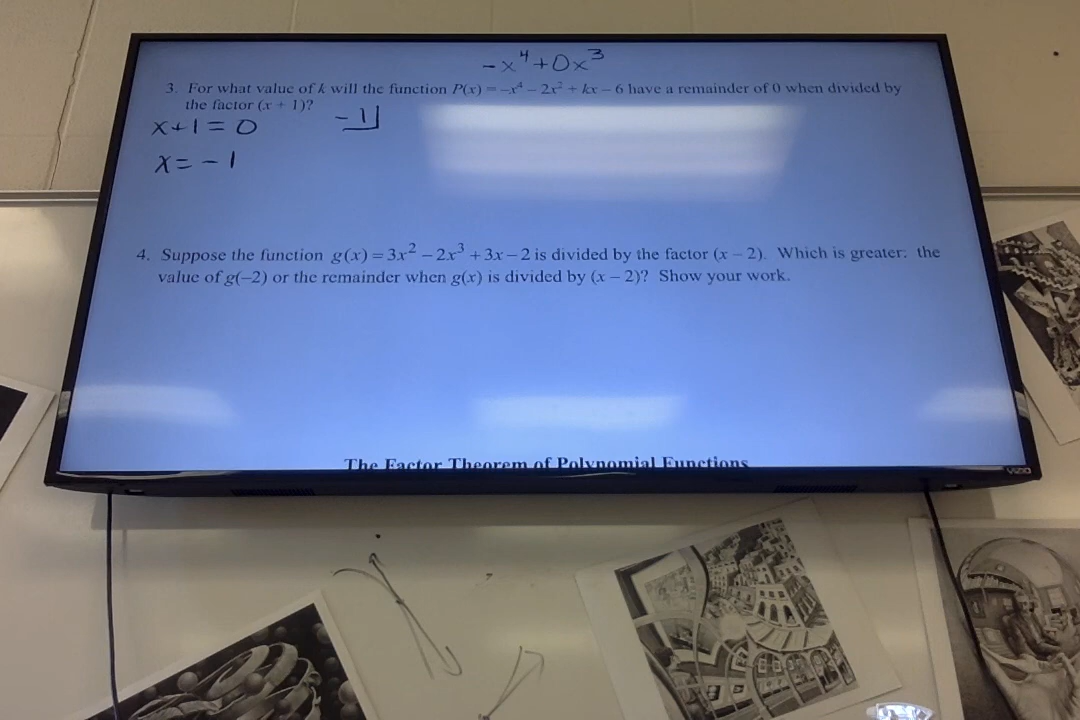 -x⁴+0x³
3. For what value of k will the function P(x) = -x⁴ - 2x² + kx - 6 have a remainder of 0 when divided by
the factor (x + 1)?
x+1=0 -1
x=-1
4. Suppose the function g(x) = 3x² - 2x³ + 3x - 2 is divided by the factor (x - 2). Which is greater: the
value of g(-2) or the remainder when g(x) is divided by (x - 2)? Show your work.
The Factor Theorem of Polynomial Functions
VIZIO